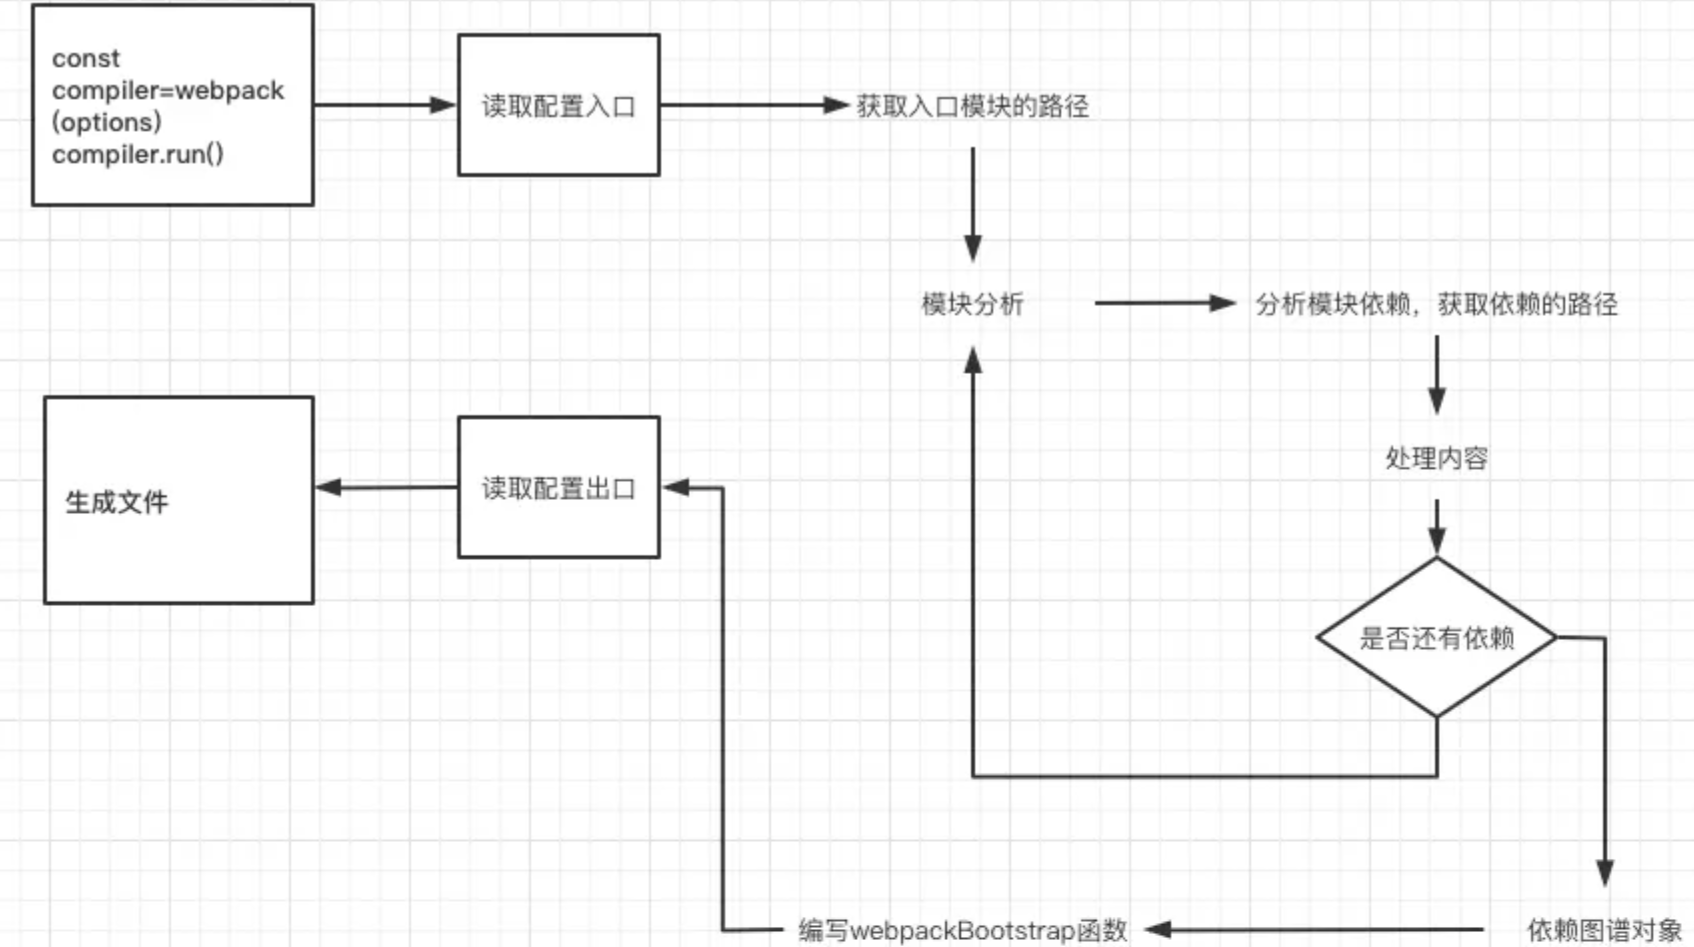 const
compiler=webpack
(options)
compiler.run()
读取配置入口
获取入口模块的路径
模块分析
分析模块依赖，获取依赖的路径
处理内容
是否还有依赖
依赖图谱对象
编写webpackBootstrap函数
读取配置出口
生成文件